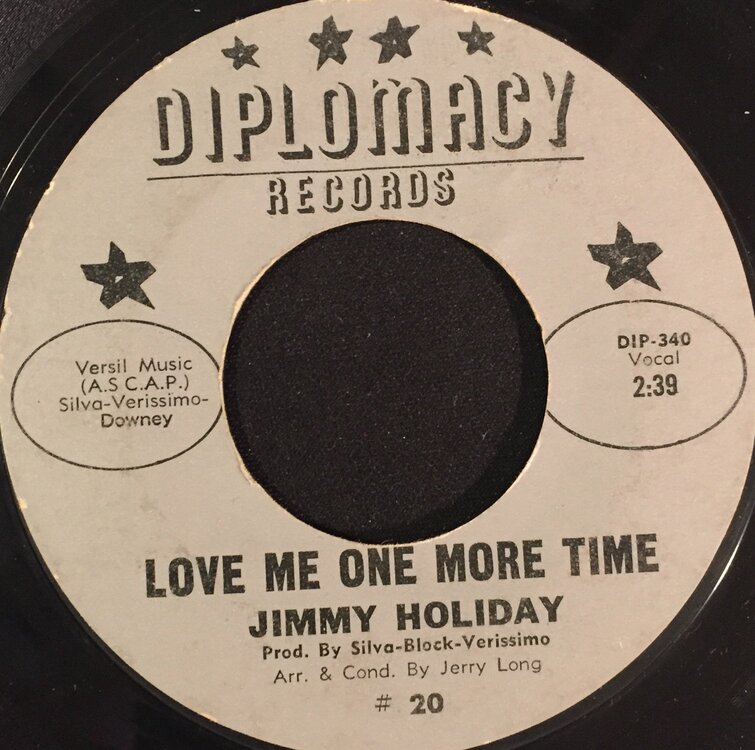 DIPLOMACY
RECORDS
Versil Music
(A.S C.A.P.)
Silva-Verissimo-
Downey
DIP-340
Vocal
2:39
LOVE ME ONE MORE TIME
JIMMY HOLIDAY
Prod. By Silva-Block-Verissimo
Arr. & Cond. By Jerry Long
# 20